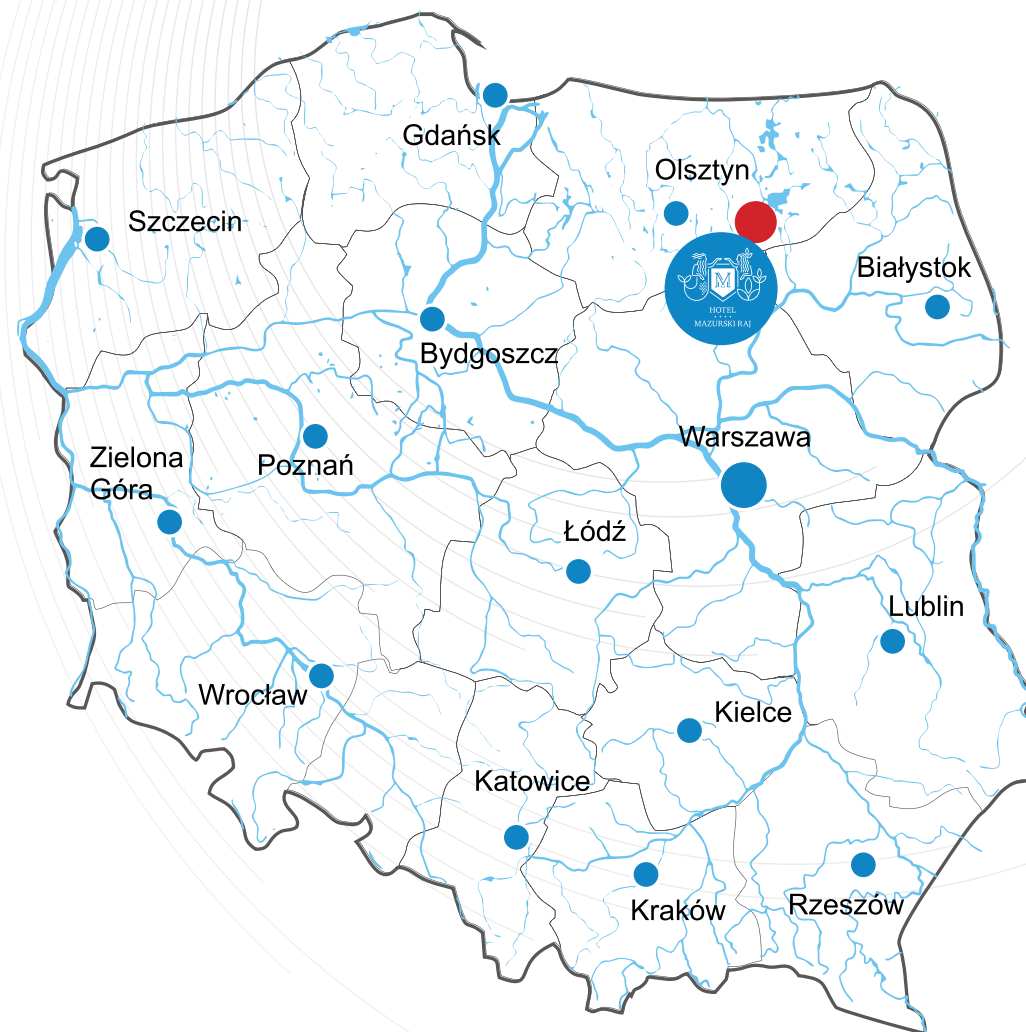 Gdańsk
Olsztyn
Szczecin
Białystok
M
HOTEL
MAZURSKI RAJ
Bydgoszcz
Warszawa
Zielona
Góra
Poznań
Łódź
Lublin
Wrocław
Kielce
Katowice
Kraków
Rzeszów